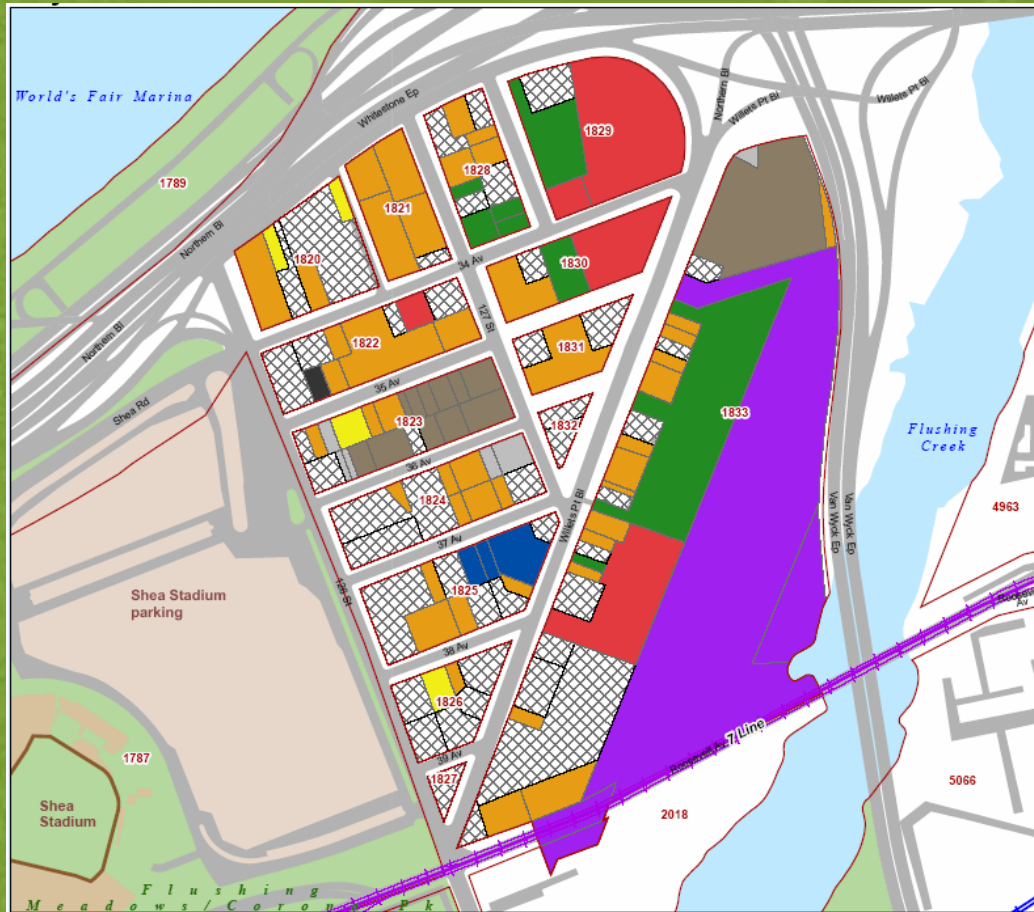 World's Fair Marina
Whitestone Ep
Northern Bl
Willets Pt Bl
Willets Pt Bl
1829
1789
1828
1821
Northern Bl
1820
34 Av
1830
127 St
Northern Bl
1822
1831
35 Av
Shea Rd
1823
1832
1833
Flushing
Creek
36 Av
1824
Willets Pt Bl
Van Wyck Ep
Van Wyck Ep
4963
37 Av
1825
126 St
Shea Stadium
parking
38 Av
1826
39 Av
1827
Roosevelt Av
7 Line
1787
Shea
Stadium
2018
5066
Flushing
Meadows/Corona Pk